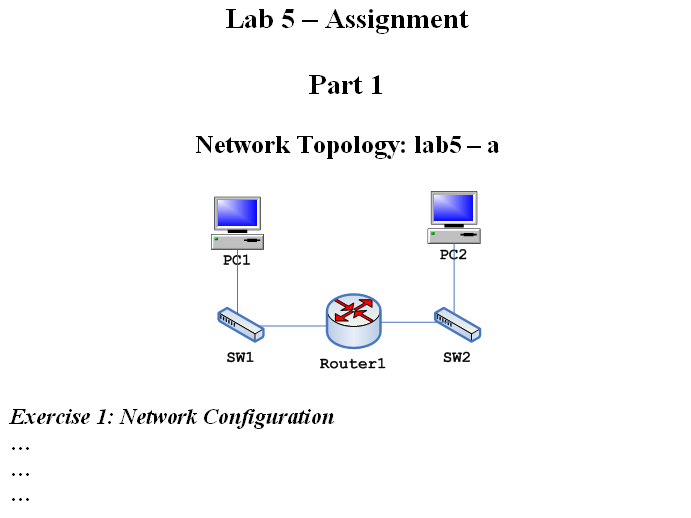 Lab 5 – Assignment
Part 1
Network Topology: lab5 – a
PC1
PC2
SW1
Router1
SW2
Exercise 1: Network Configuration
…
…
…